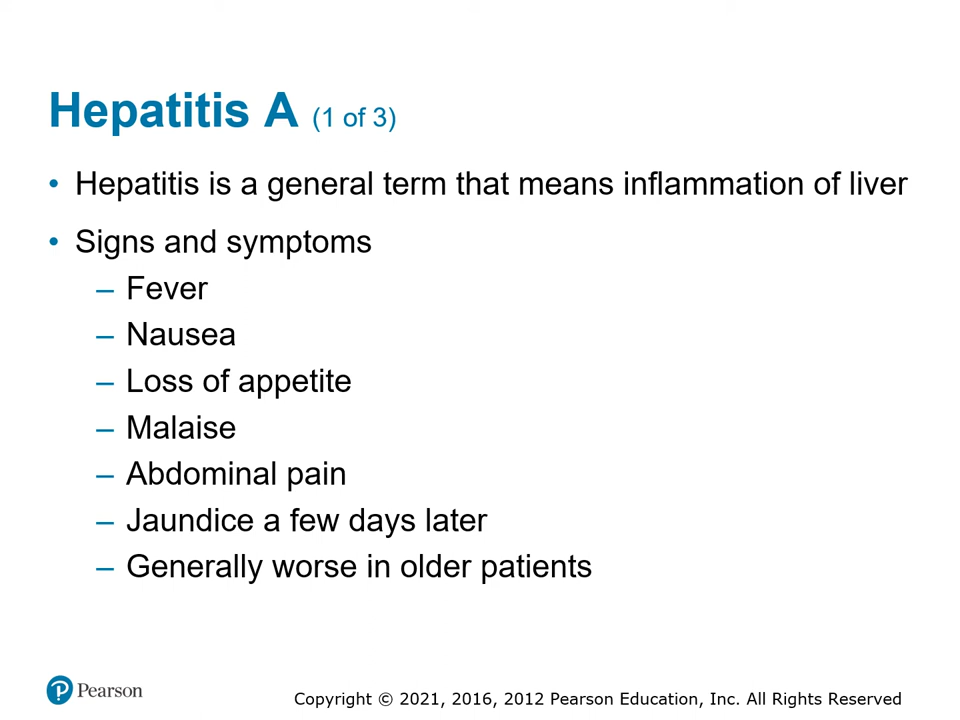 Hepatitis A (1 of 3)
• Hepatitis is a general term that means inflammation of liver
• Signs and symptoms
– Fever
– Nausea
– Loss of appetite
– Malaise
– Abdominal pain
– Jaundice a few days later
– Generally worse in older patients
P Pearson
Copyright © 2021, 2016, 2012 Pearson Education, Inc. All Rights Reserved